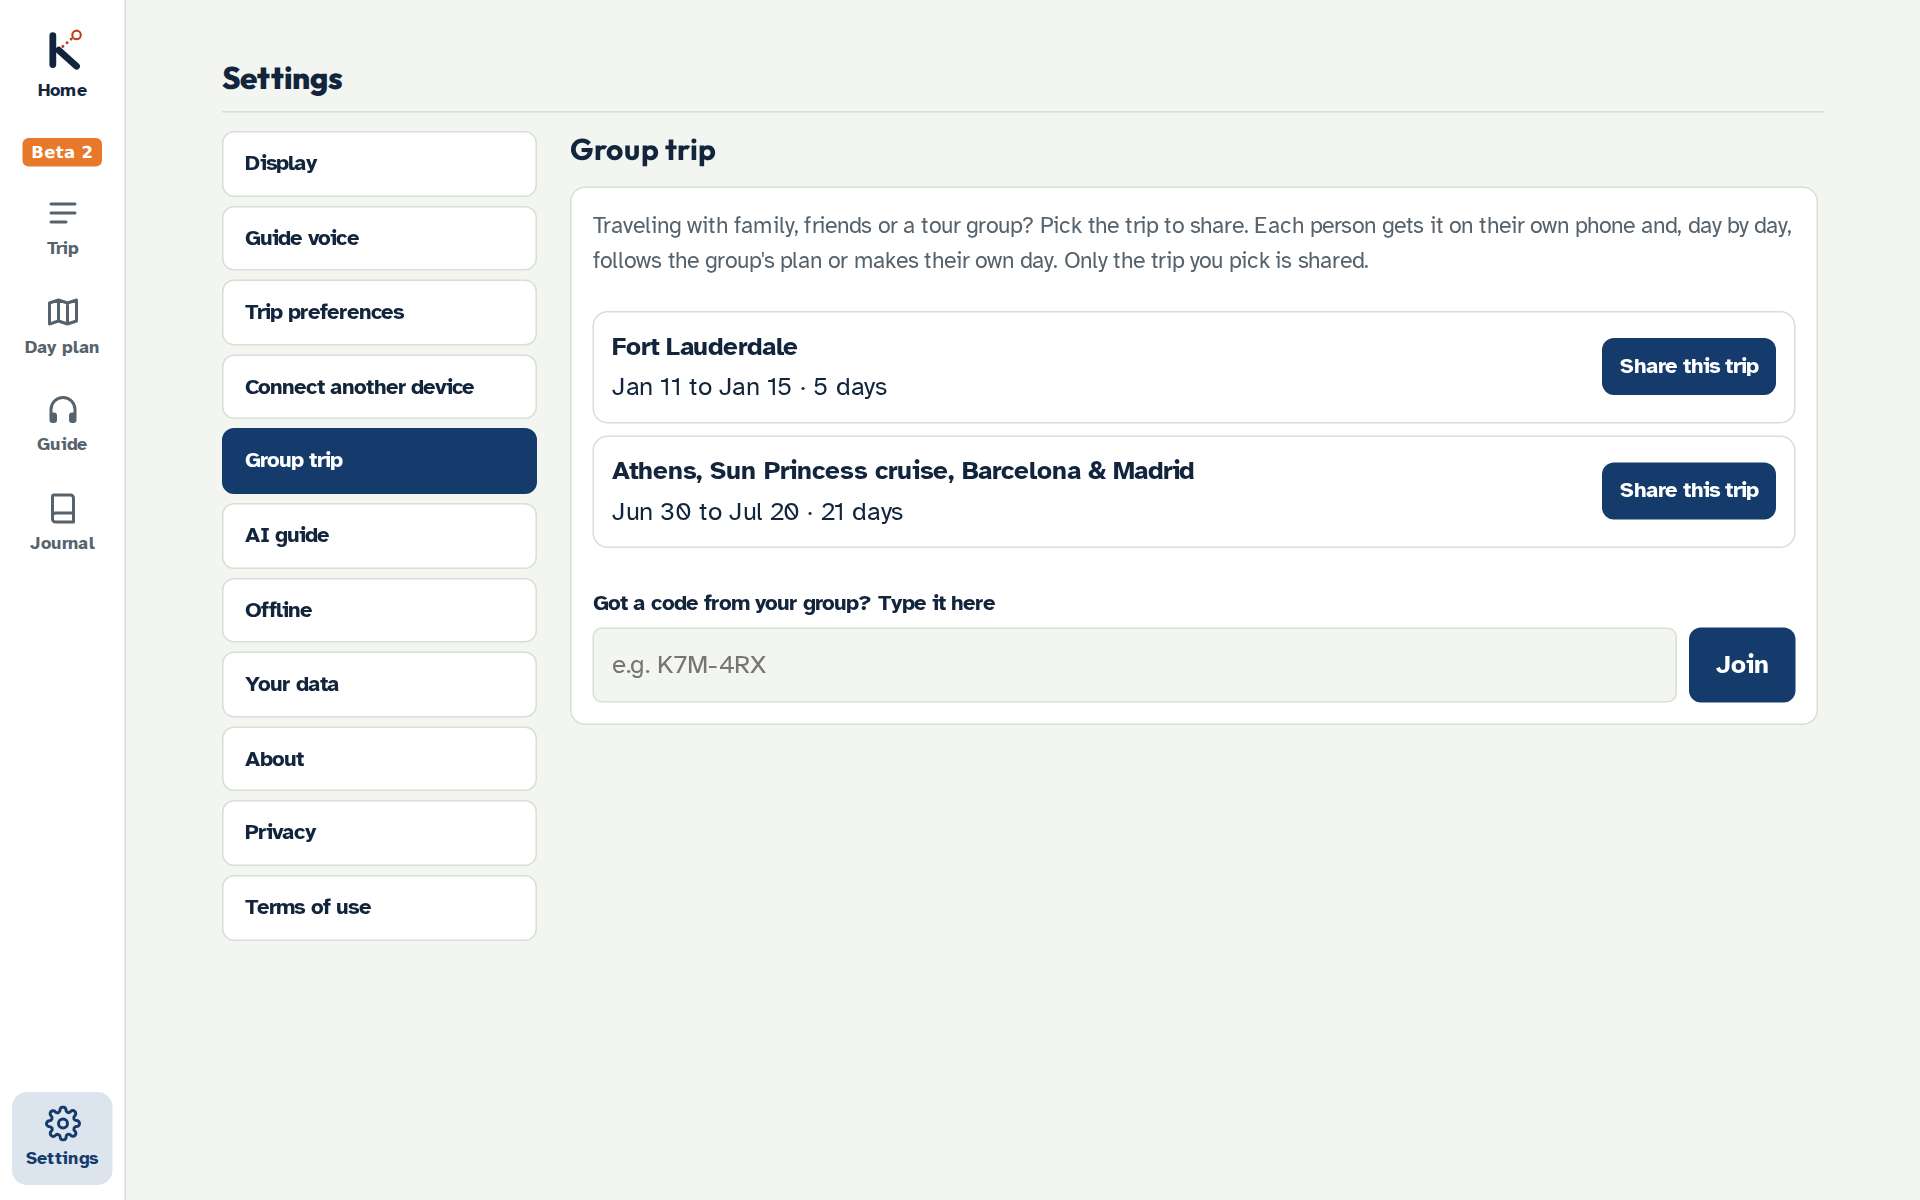 Home
Beta 2
Trip
Day plan
Guide
Journal
Settings
Settings
Display
Guide voice
Trip preferences
Connect another device
Group trip
AI guide
Offline
Your data
About
Privacy
Terms of use
Group trip
Traveling with family, friends or a tour group? Pick the trip to share. Each person gets it on their own phone and, day by day,
follows the group's plan or makes their own day. Only the trip you pick is shared.
Fort Lauderdale
Jan 11 to Jan 15 · 5 days
Share this trip
Athens, Sun Princess cruise, Barcelona & Madrid
Jun 30 to Jul 20 · 21 days
Share this trip
Got a code from your group? Type it here
e.g. K7M-4RX
Join